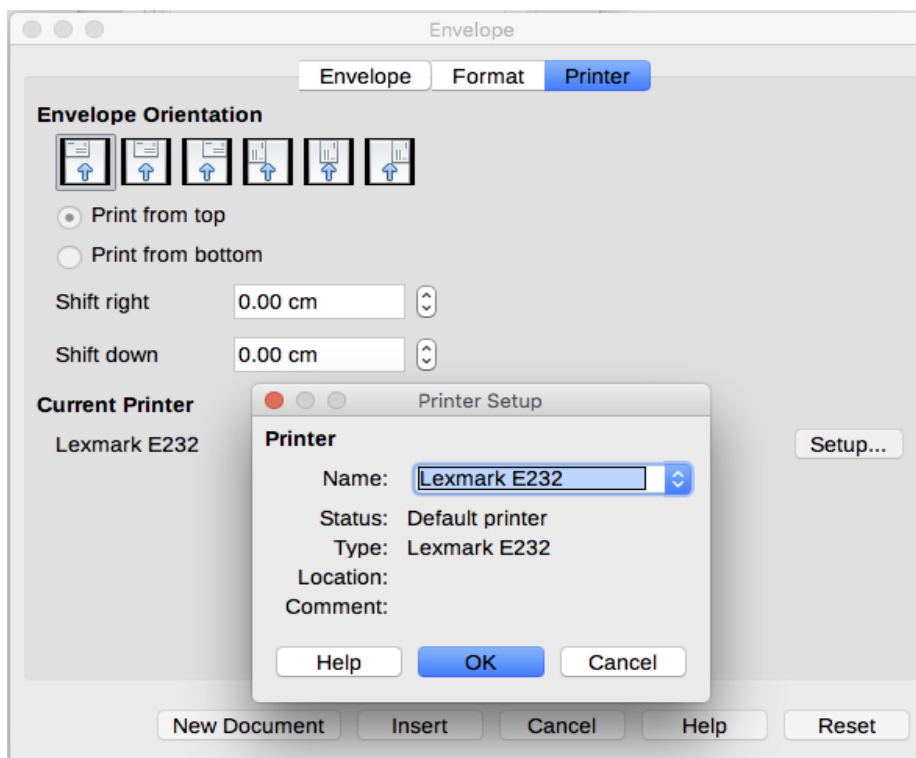 Envelope
Envelope Format Printer
Envelope Orientation
Print from top
Print from bottom
Shift right 0.00 cm
Shift down 0.00 cm
Current Printer
Lexmark E232
Setup...
Printer Setup
Printer
Name: Lexmark E232
Status: Default printer
Type: Lexmark E232
Location:
Comment:
Help OK Cancel
New Document Insert Cancel Help Reset